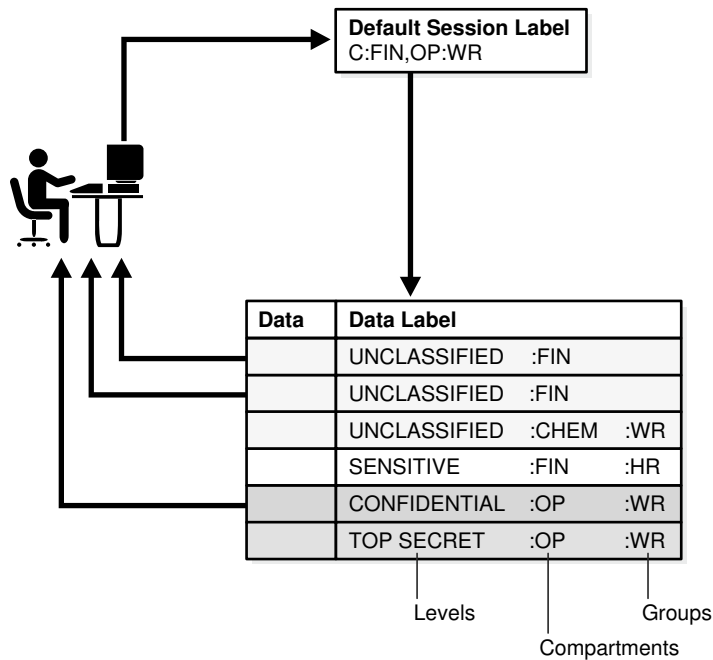 Default Session Label
C:FIN,OP:WR
Data Data Label
UNCLASSIFIED :FIN
UNCLASSIFIED :FIN
UNCLASSIFIED :CHEM :WR
SENSITIVE :FIN :HR
CONFIDENTIAL :OP :WR
TOP SECRET :OP :WR
Levels Groups
Compartments